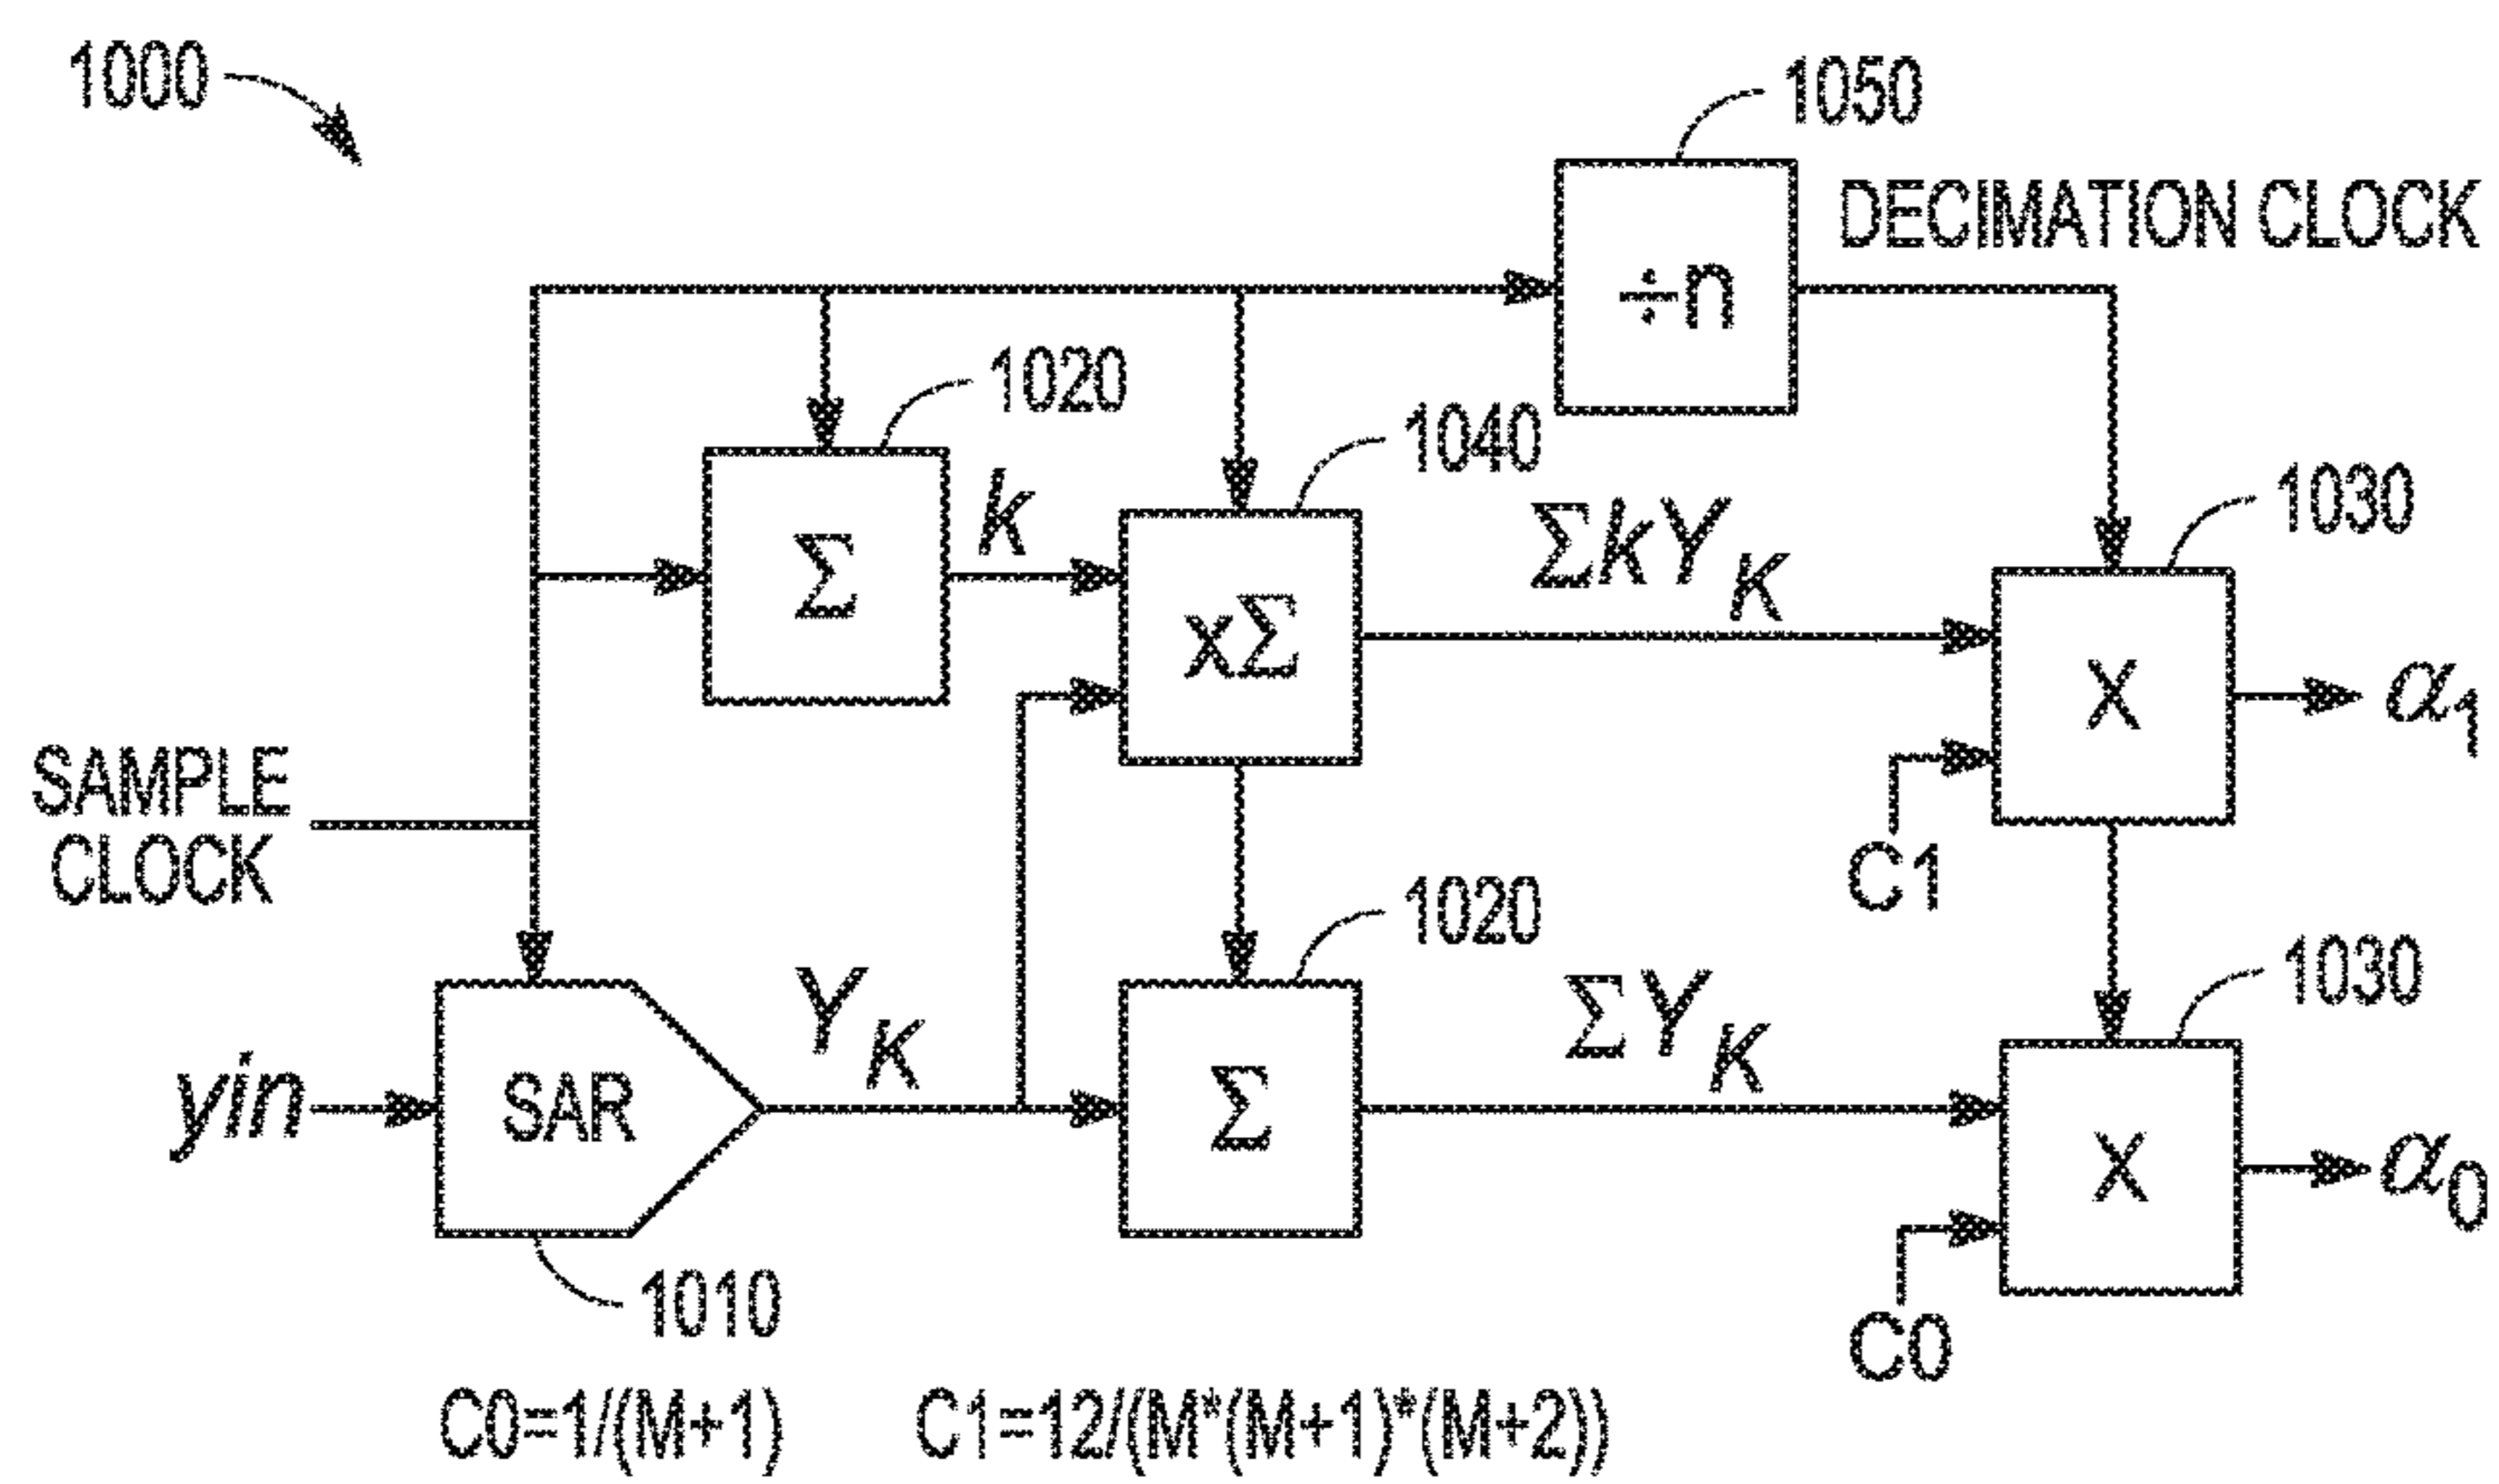 1000
1050
DECIMATION CLOCK
÷n
1020
k
1040
ΣkY_K
1030
Σ
xΣ
X
α_1
SAMPLE
CLOCK
C1
1020
1030
Y_K
ΣY_K
yin
SAR
Σ
X
α_0
C0
1010
C0=1/(M+1)
C1=12/(M*(M+1)*(M+2))